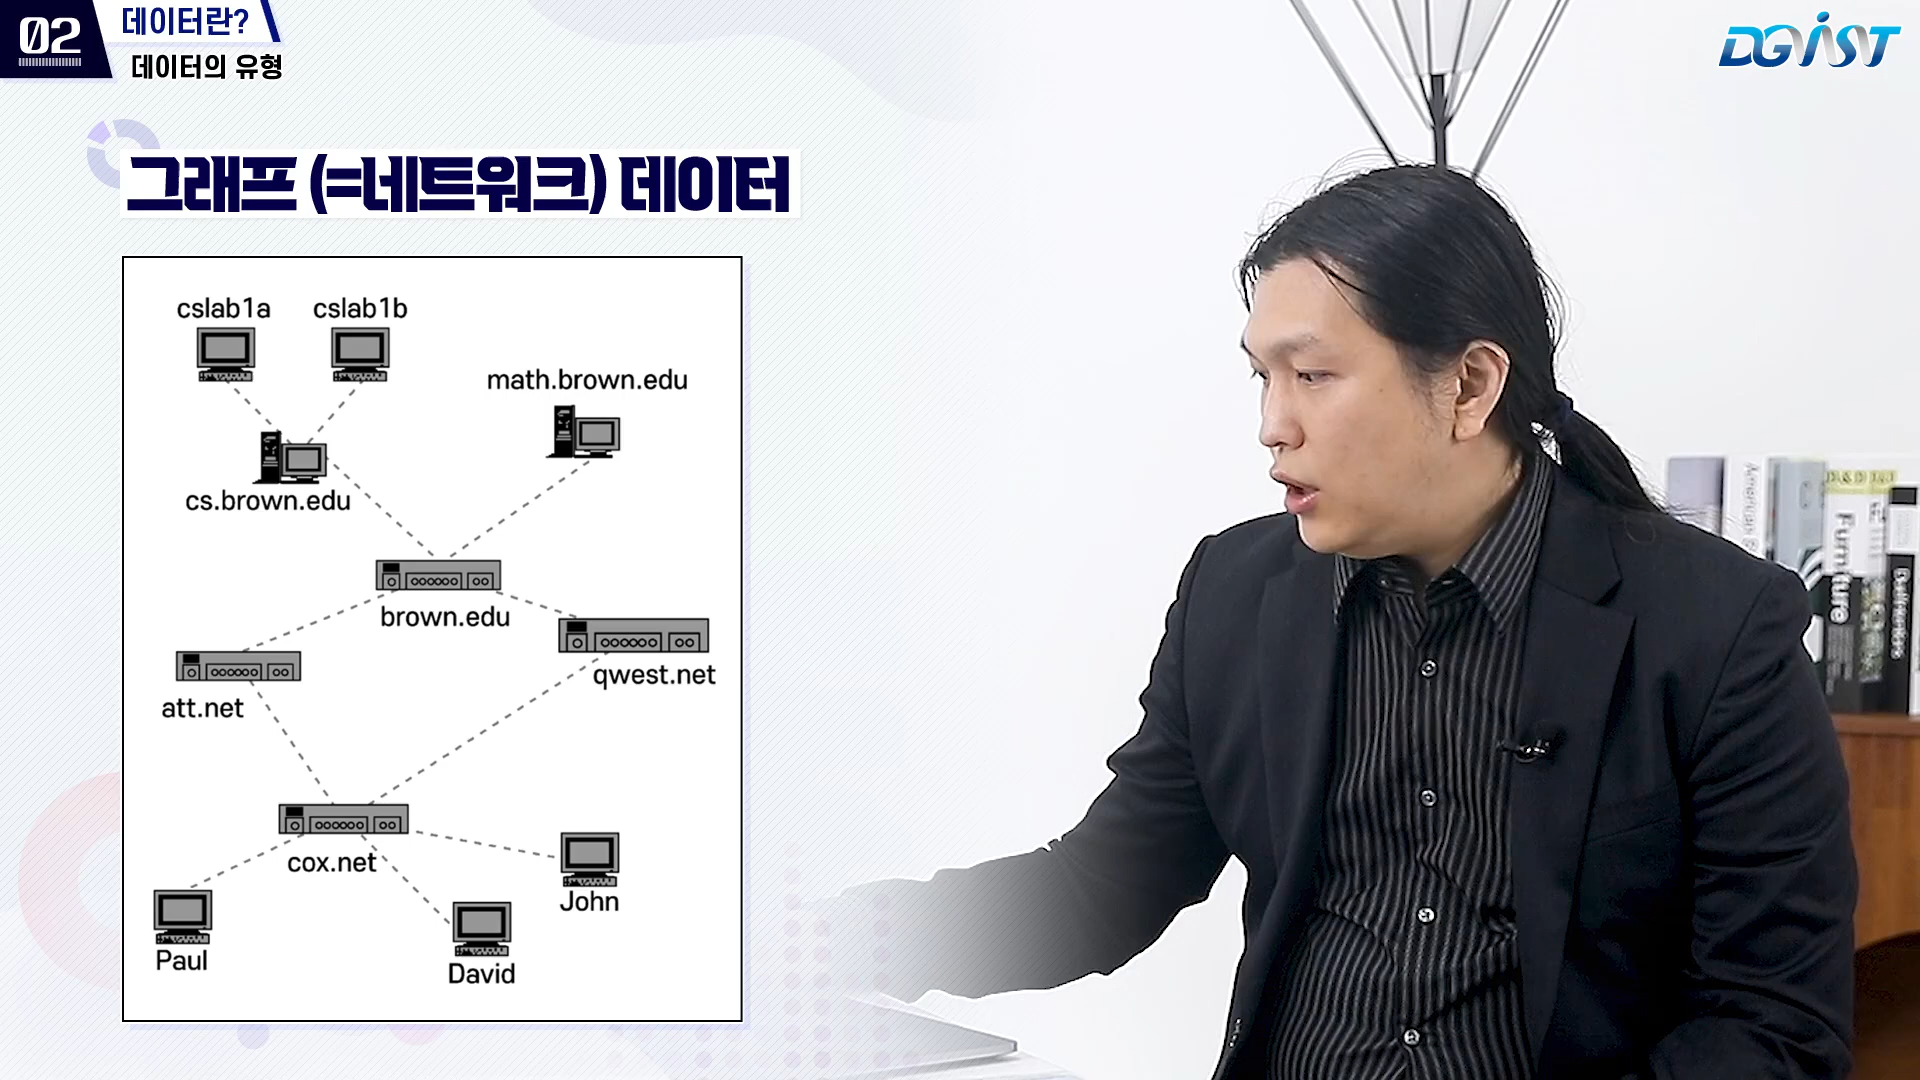 02
데이터란?
데이터의 유형
DGIST
그래프 (=네트워크) 데이터
cslab1a
cslab1b
math.brown.edu
cs.brown.edu
brown.edu
qwest.net
att.net
cox.net
John
Paul
David
Furniture